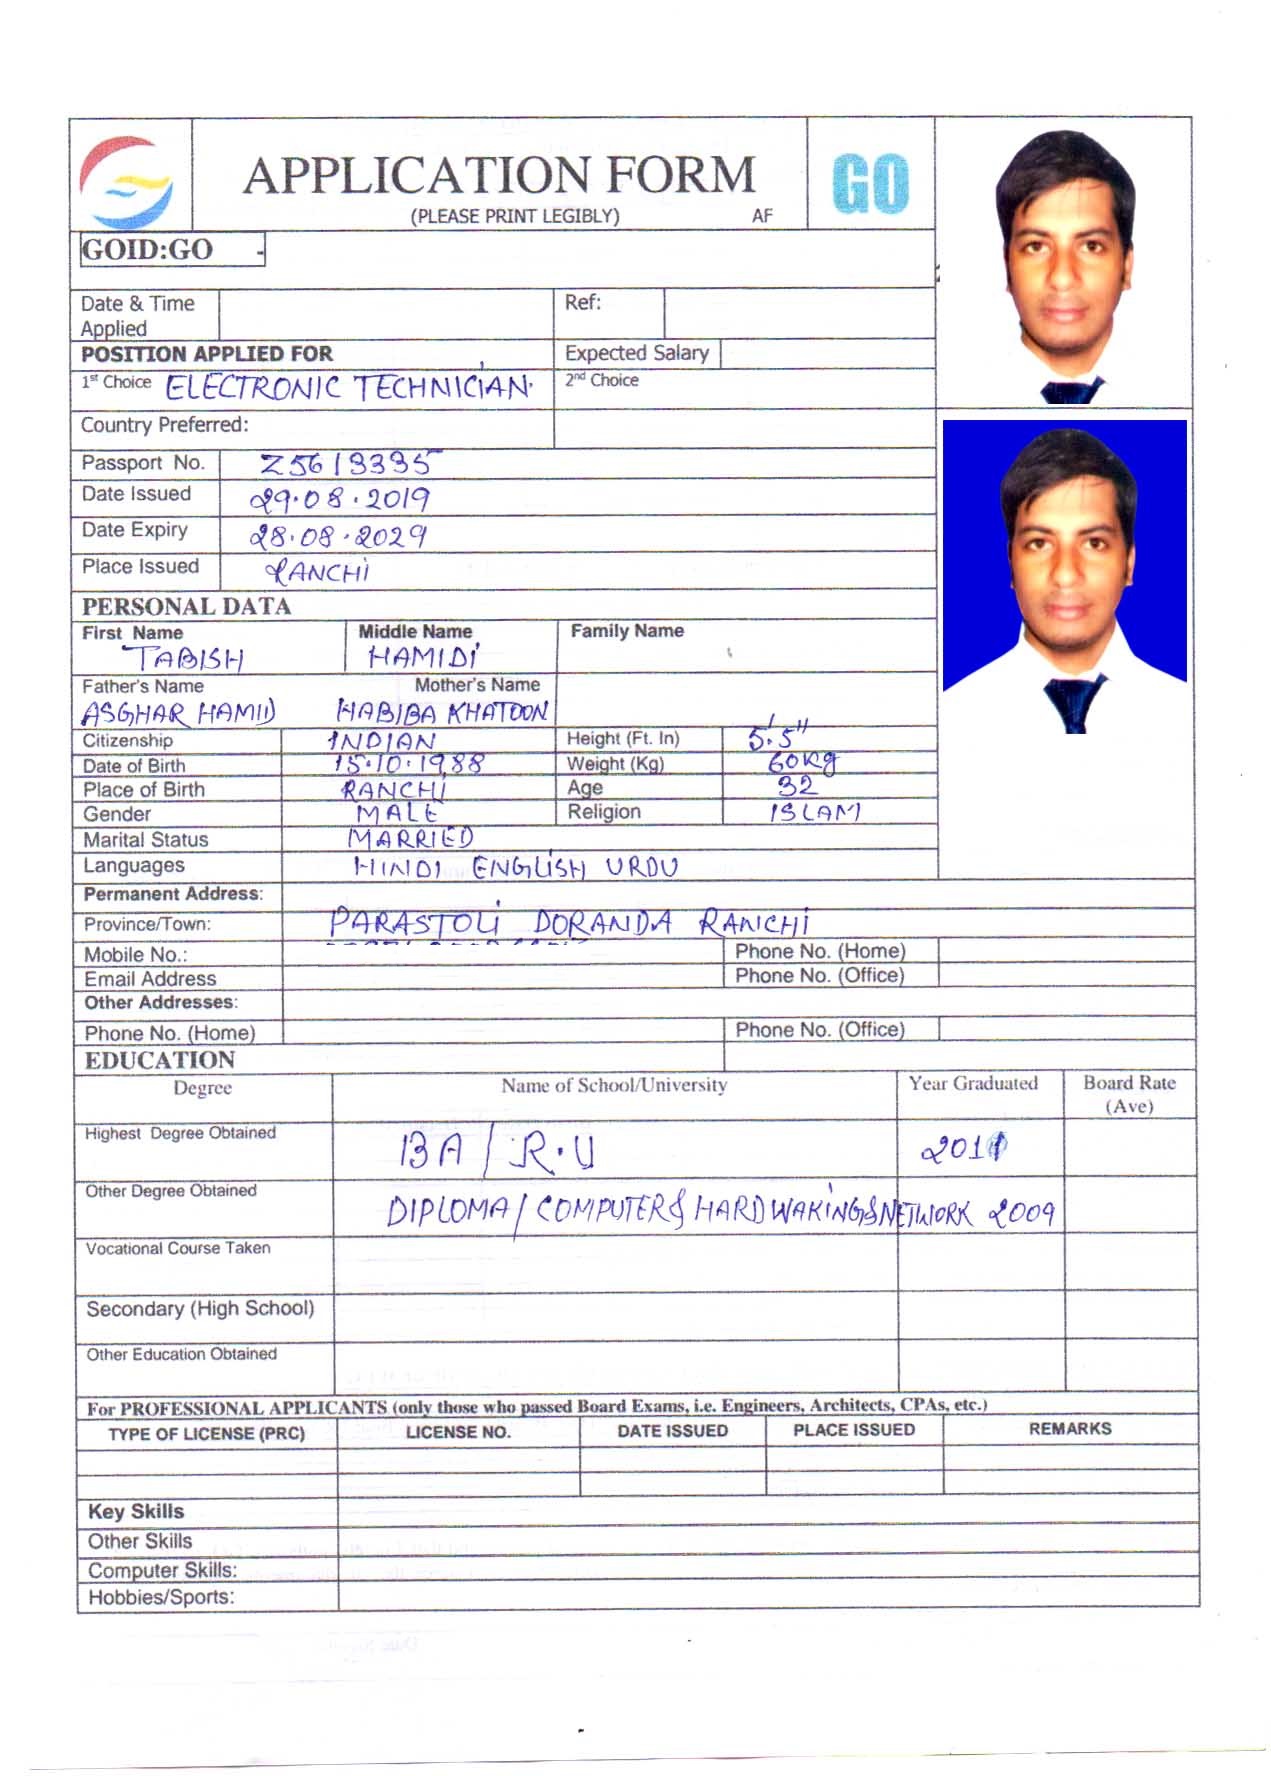 APPLICATION FORM
GO
(PLEASE PRINT LEGIBLY) AF
GOID:GO -
Date & Time Applied Ref:
POSITION APPLIED FOR Expected Salary
1st Choice ELECTRONIC TECHNICIAN. 2nd Choice
Country Preferred:
Passport No. Z5613335
Date Issued 29.08.2019
Date Expiry 28.08.2029
Place Issued RANCHI
PERSONAL DATA
First Name Middle Name Family Name
TABISH HAMIDI
Father's Name Mother's Name
ASGHAR HAMID HABIBA KHATOON
Citizenship INDIAN Height (Ft. In) 5'.5"
Date of Birth 15.10.1988 Weight (Kg) 60Kg
Place of Birth RANCHI Age 32
Gender MALE Religion ISLAM
Marital Status MARRIED
Languages HINDI ENGLISH URDU
Permanent Address:
Province/Town: PARASTOLI DORANDA RANCHI
Mobile No.: Phone No. (Home)
Email Address Phone No. (Office)
Other Addresses:
Phone No. (Home) Phone No. (Office)
EDUCATION
Degree Name of School/University Year Graduated Board Rate (Ave)
Highest Degree Obtained BA / R.U 2011
Other Degree Obtained DIPLOMA / COMPUTER & HARDWAKING & NETWORK 2009
Vocational Course Taken
Secondary (High School)
Other Education Obtained
For PROFESSIONAL APPLICANTS (only those who passed Board Exams, i.e. Engineers, Architects, CPAs, etc.)
TYPE OF LICENSE (PRC) LICENSE NO. DATE ISSUED PLACE ISSUED REMARKS
Key Skills
Other Skills
Computer Skills:
Hobbies/Sports: